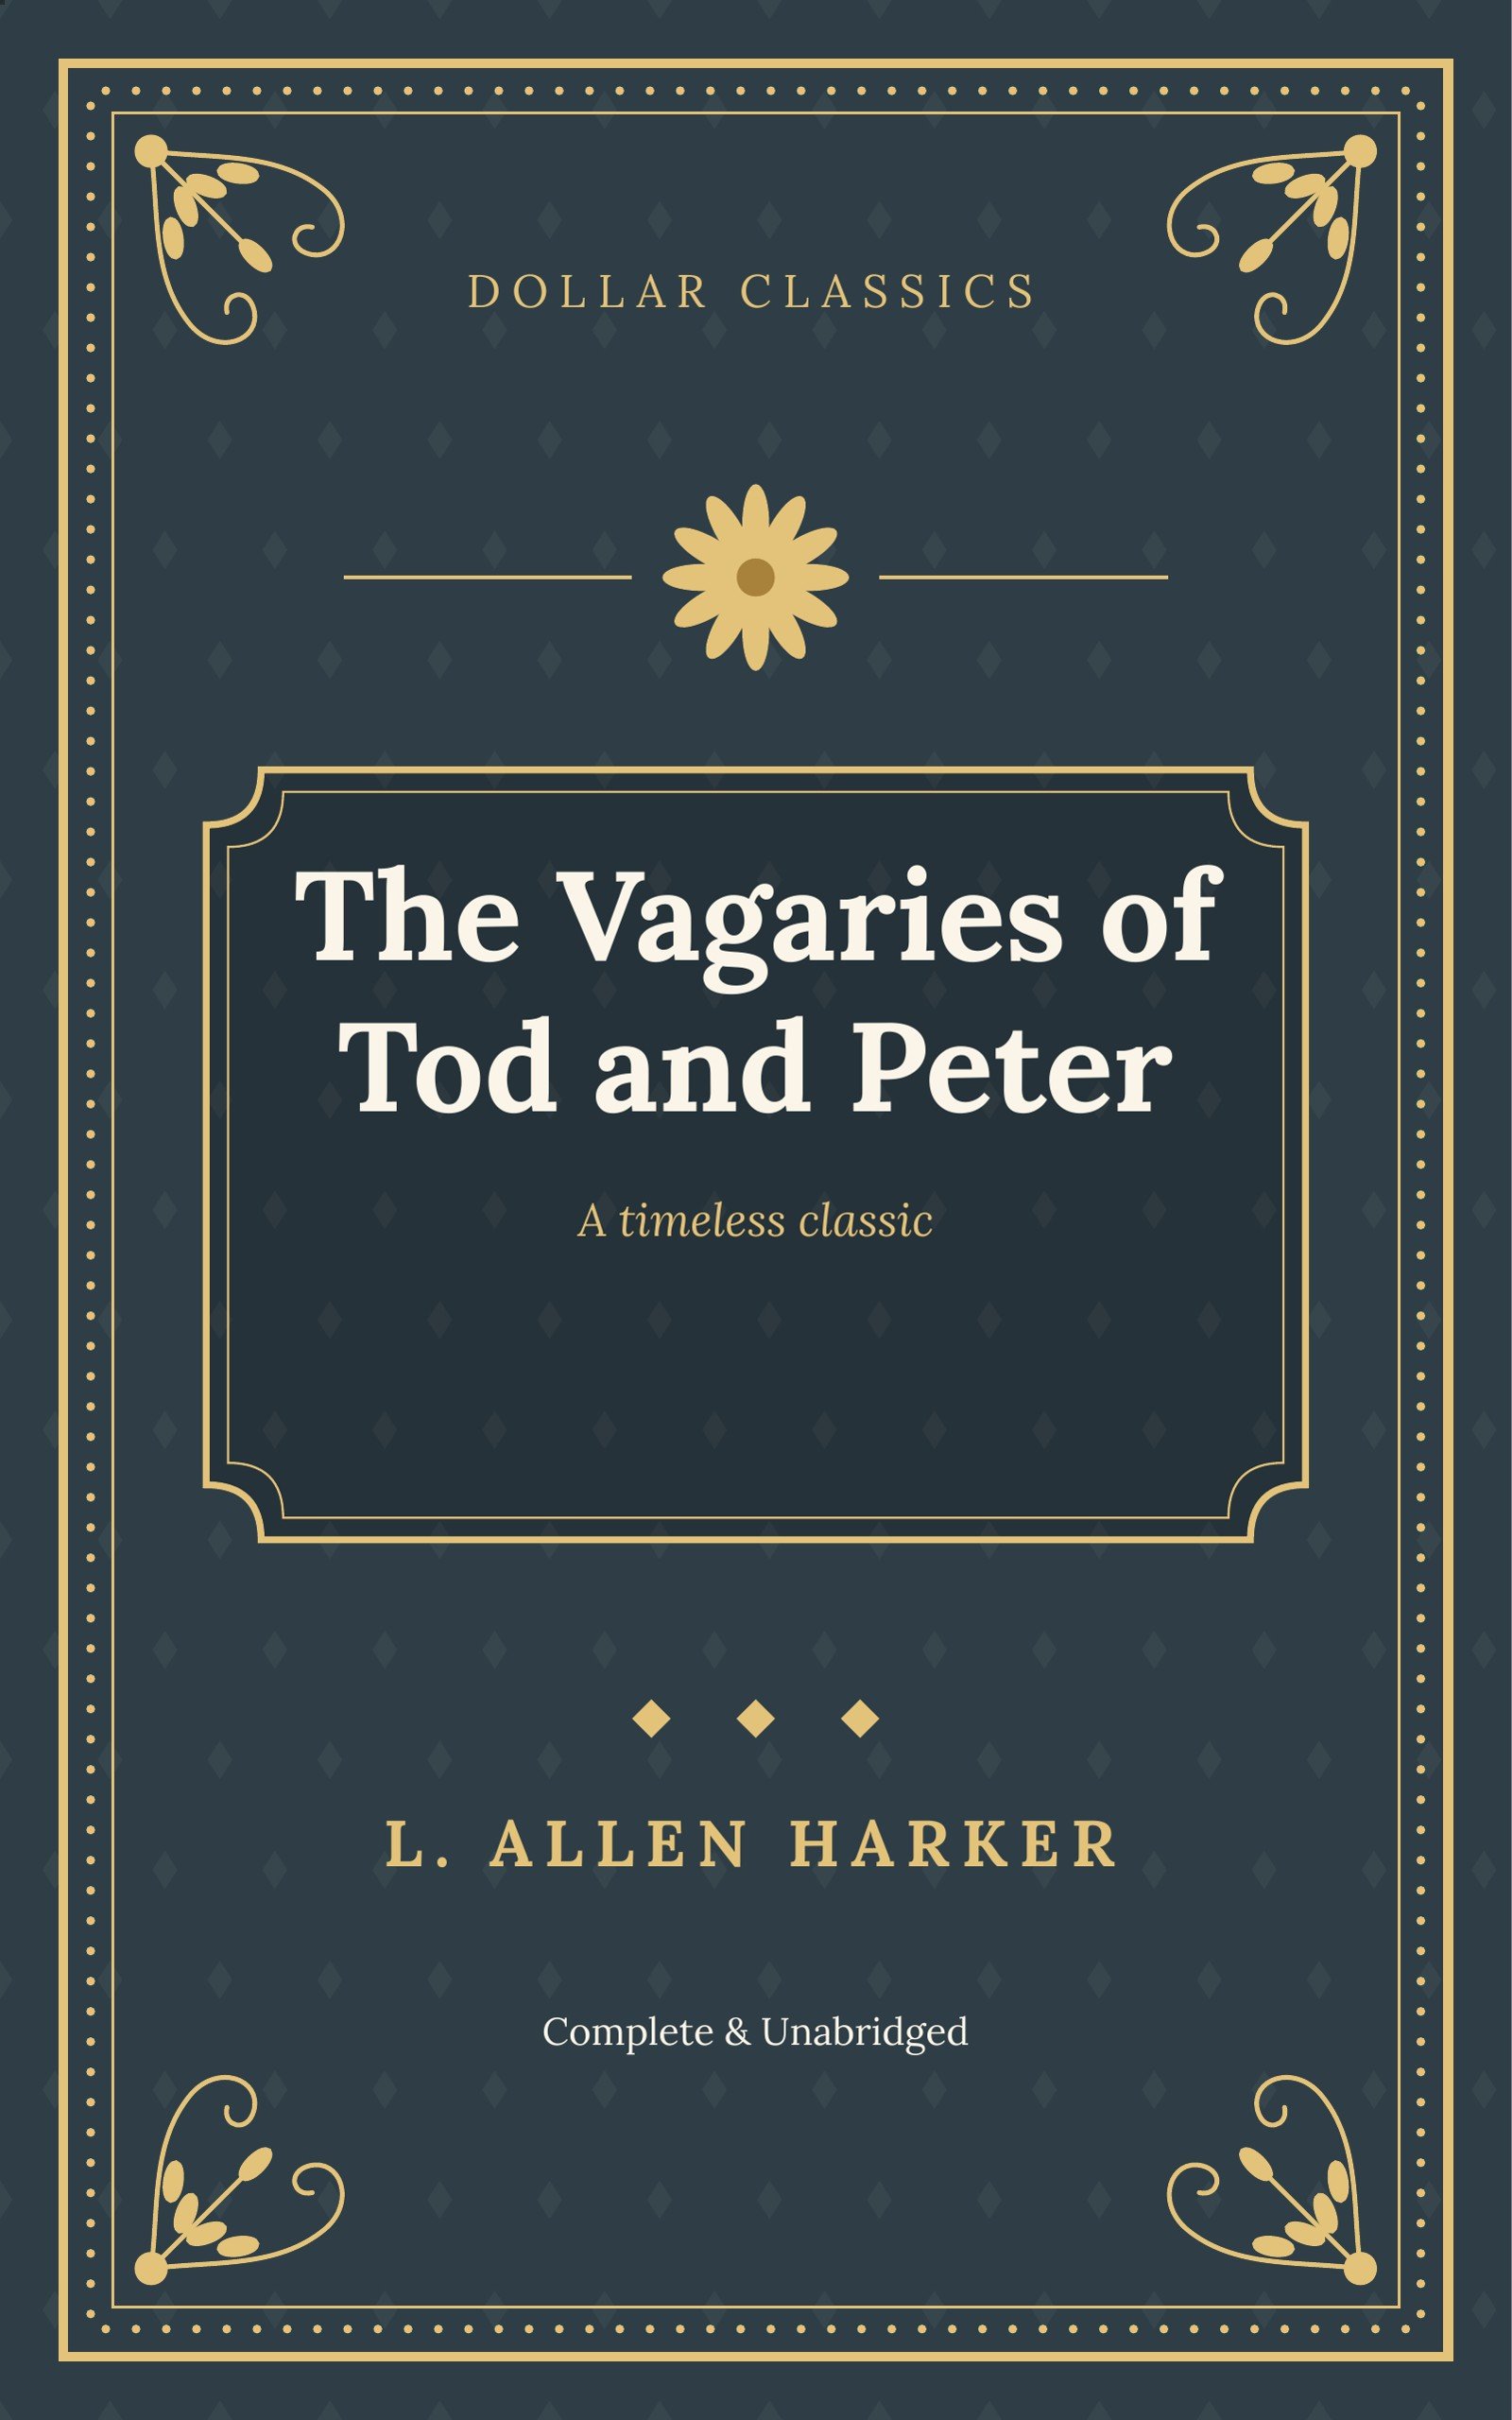 DOLLAR CLASSICS
The Vagaries of
Tod and Peter
A timeless classic
L. ALLEN HARKER
Complete & Unabridged